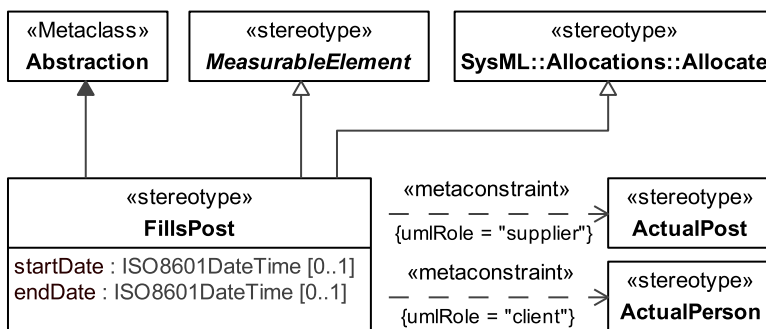 «Metaclass»
Abstraction
«stereotype»
MeasurableElement
«stereotype»
SysML::Allocations::Allocate
«stereotype»
FillsPost
startDate : ISO8601DateTime [0..1]
endDate : ISO8601DateTime [0..1]
«metaconstraint»
{umlRole = "supplier"}
«stereotype»
ActualPost
«metaconstraint»
{umlRole = "client"}
«stereotype»
ActualPerson